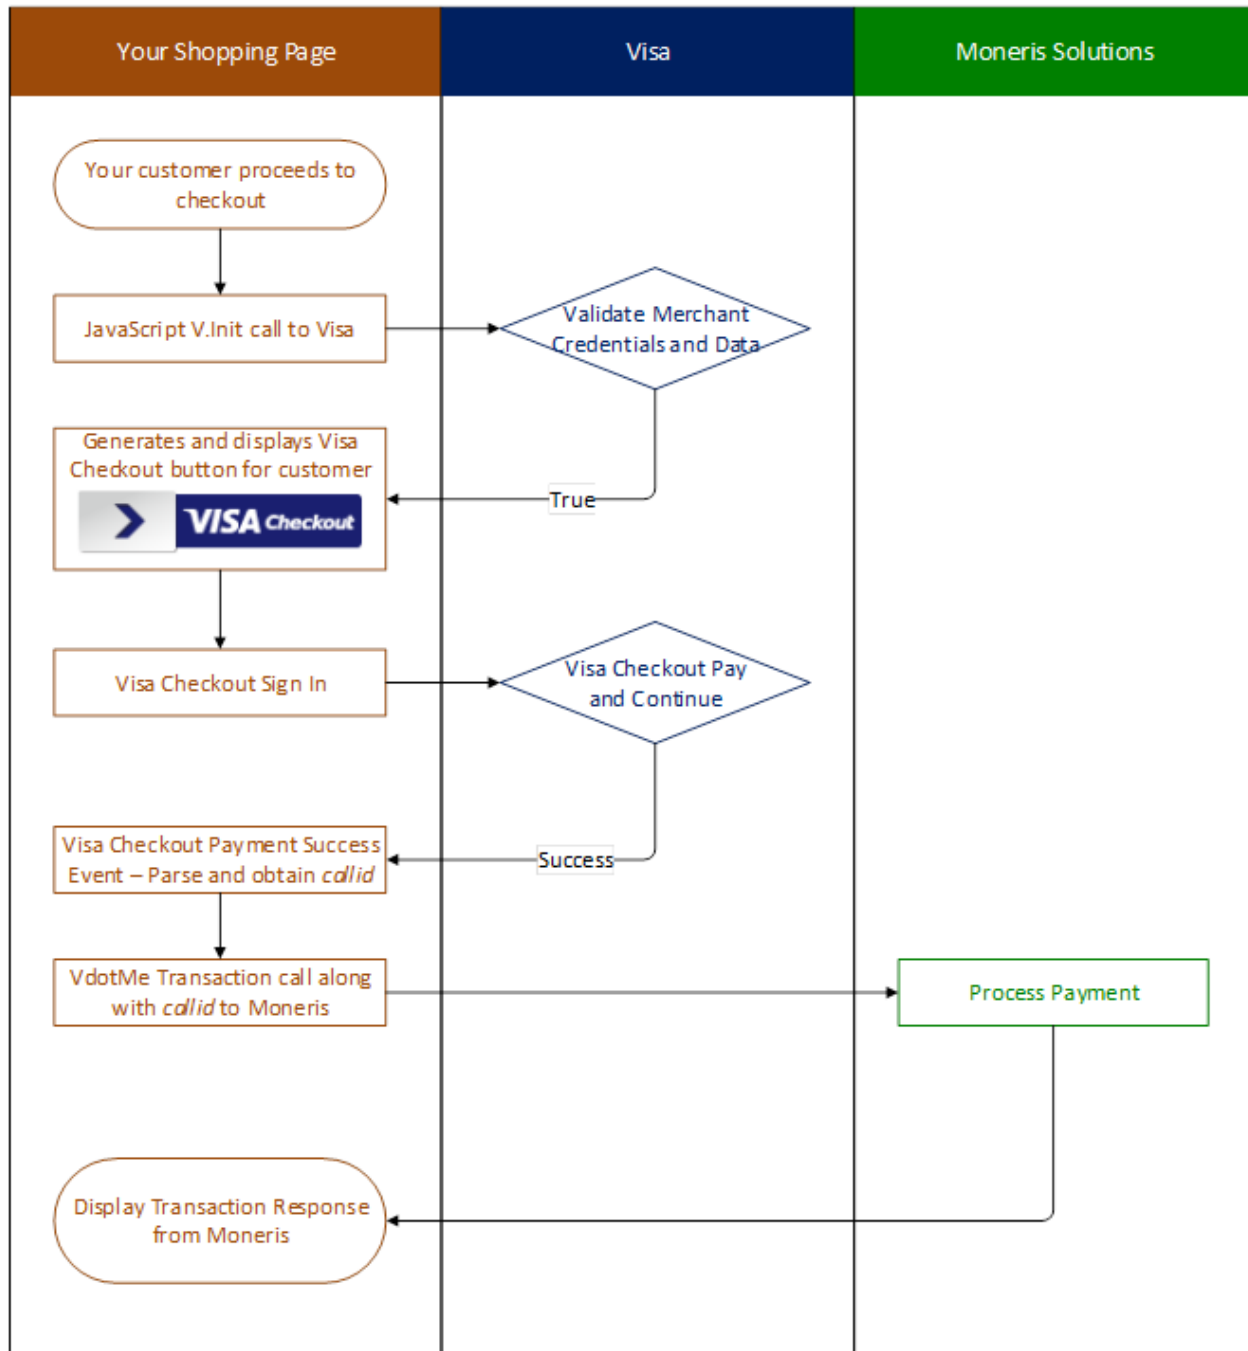 Your Shopping Page
Visa
Moneris Solutions
Your customer proceeds to
checkout
JavaScript V.Init call to Visa
Validate Merchant
Credentials and Data
Generates and displays Visa
Checkout button for customer
VISA Checkout
True
Visa Checkout Sign In
Visa Checkout Pay
and Continue
Visa Checkout Payment Success
Event – Parse and obtain callid
Success
VdotMe Transaction call along
with callid to Moneris
Process Payment
Display Transaction Response
from Moneris